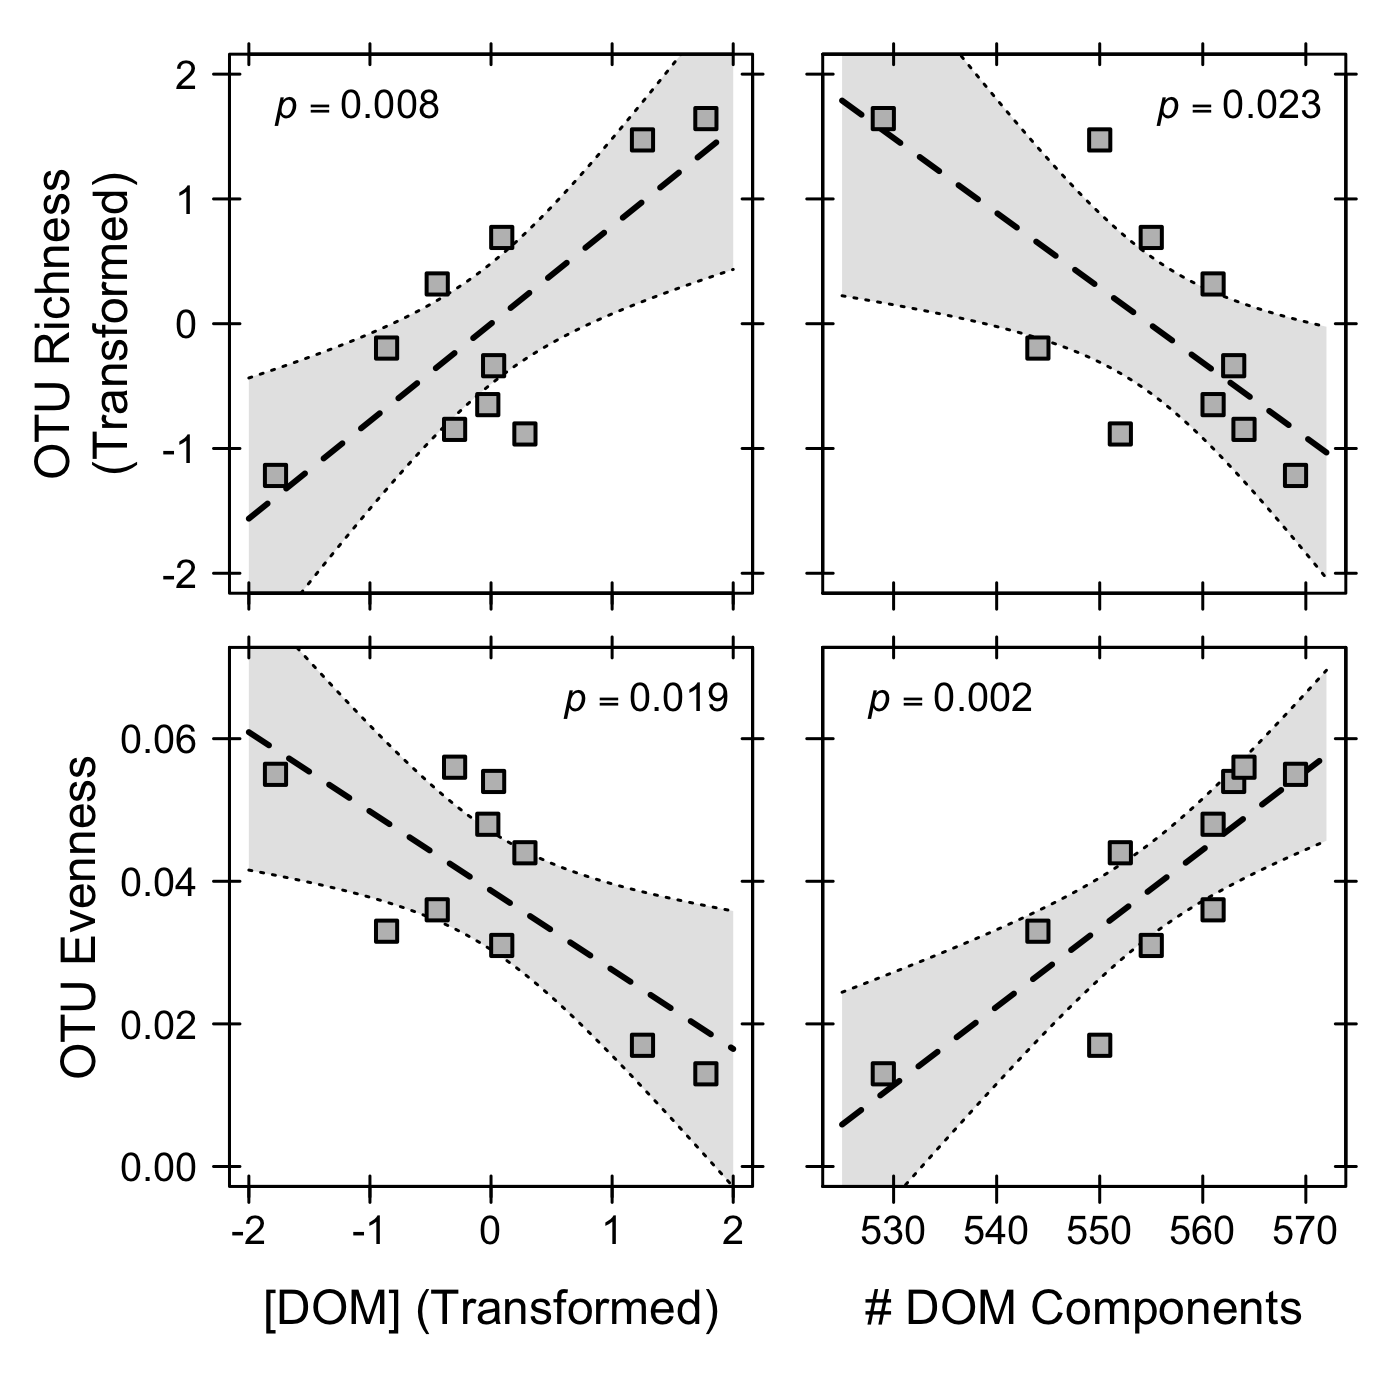 OTU Richness
(Transformed)
2
1
0
-1
-2
p = 0.008
p = 0.023
OTU Evenness
0.06
0.04
0.02
0.00
p = 0.019
p = 0.002
-2 -1 0 1 2
530 540 550 560 570
[DOM] (Transformed)
# DOM Components